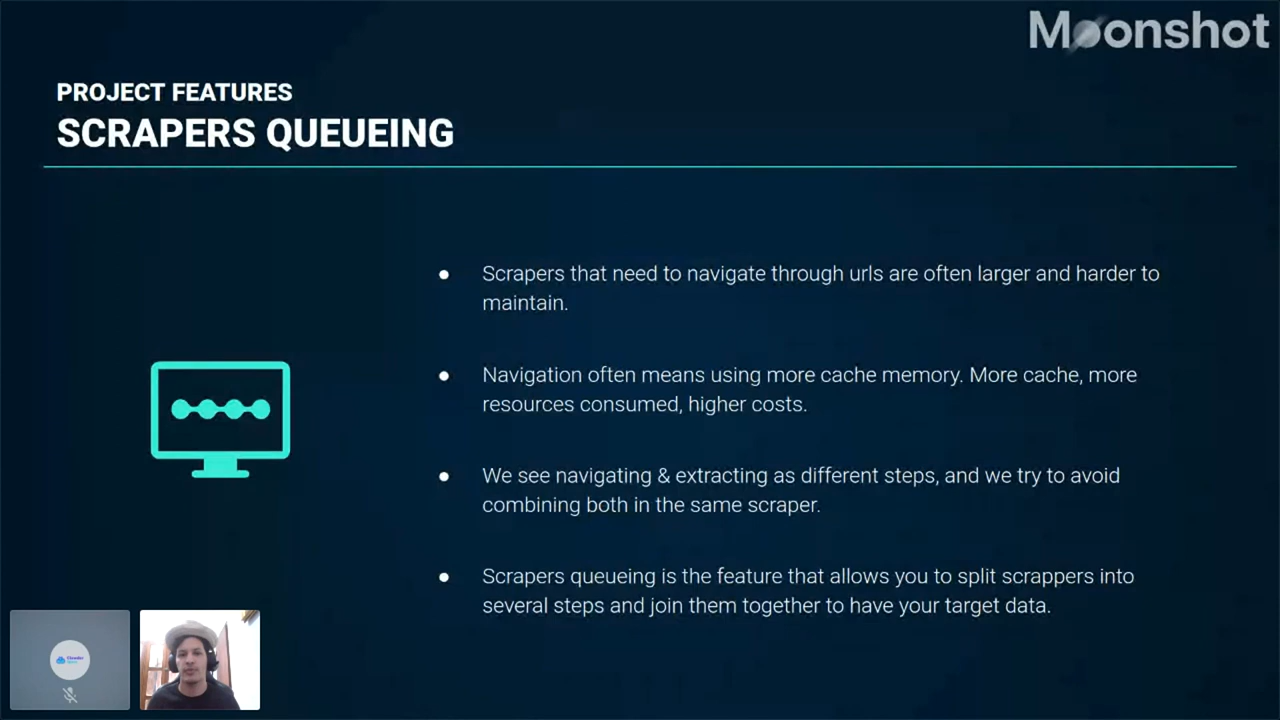 Moonshot
PROJECT FEATURES
SCRAPERS QUEUEING
● Scrapers that need to navigate through urls are often larger and harder to
maintain.
● Navigation often means using more cache memory. More cache, more
resources consumed, higher costs.
● We see navigating & extracting as different steps, and we try to avoid
combining both in the same scraper.
● Scrapers queueing is the feature that allows you to split scrappers into
several steps and join them together to have your target data.